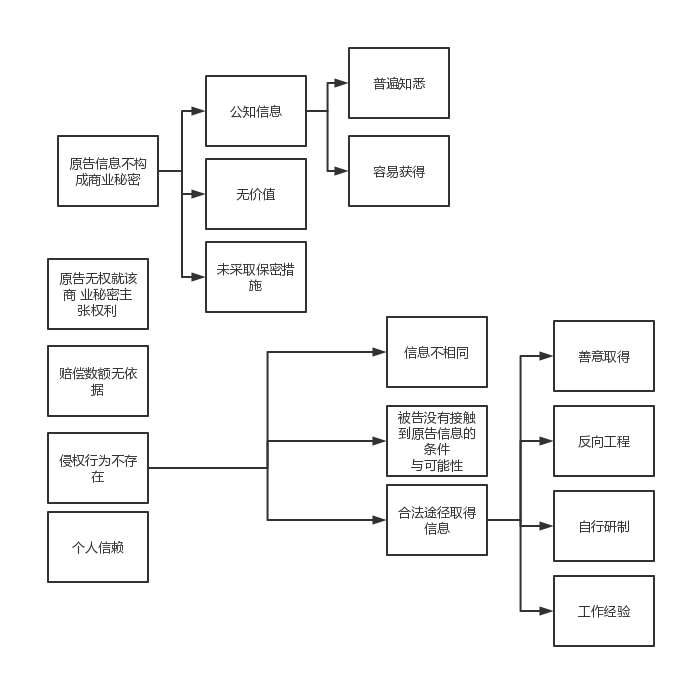 普遍知悉
公知信息
原告信息不构
成商业秘密
容易获得
无价值
未采取保密措
施
原告无权就该
商 业秘密主
张权利
赔偿数额无依
据
侵权行为不存
在
个人信赖
信息不相同
被告没有接触
到原告信息的
条件
与可能性
合法途径取得
信息
善意取得
反向工程
自行研制
工作经验